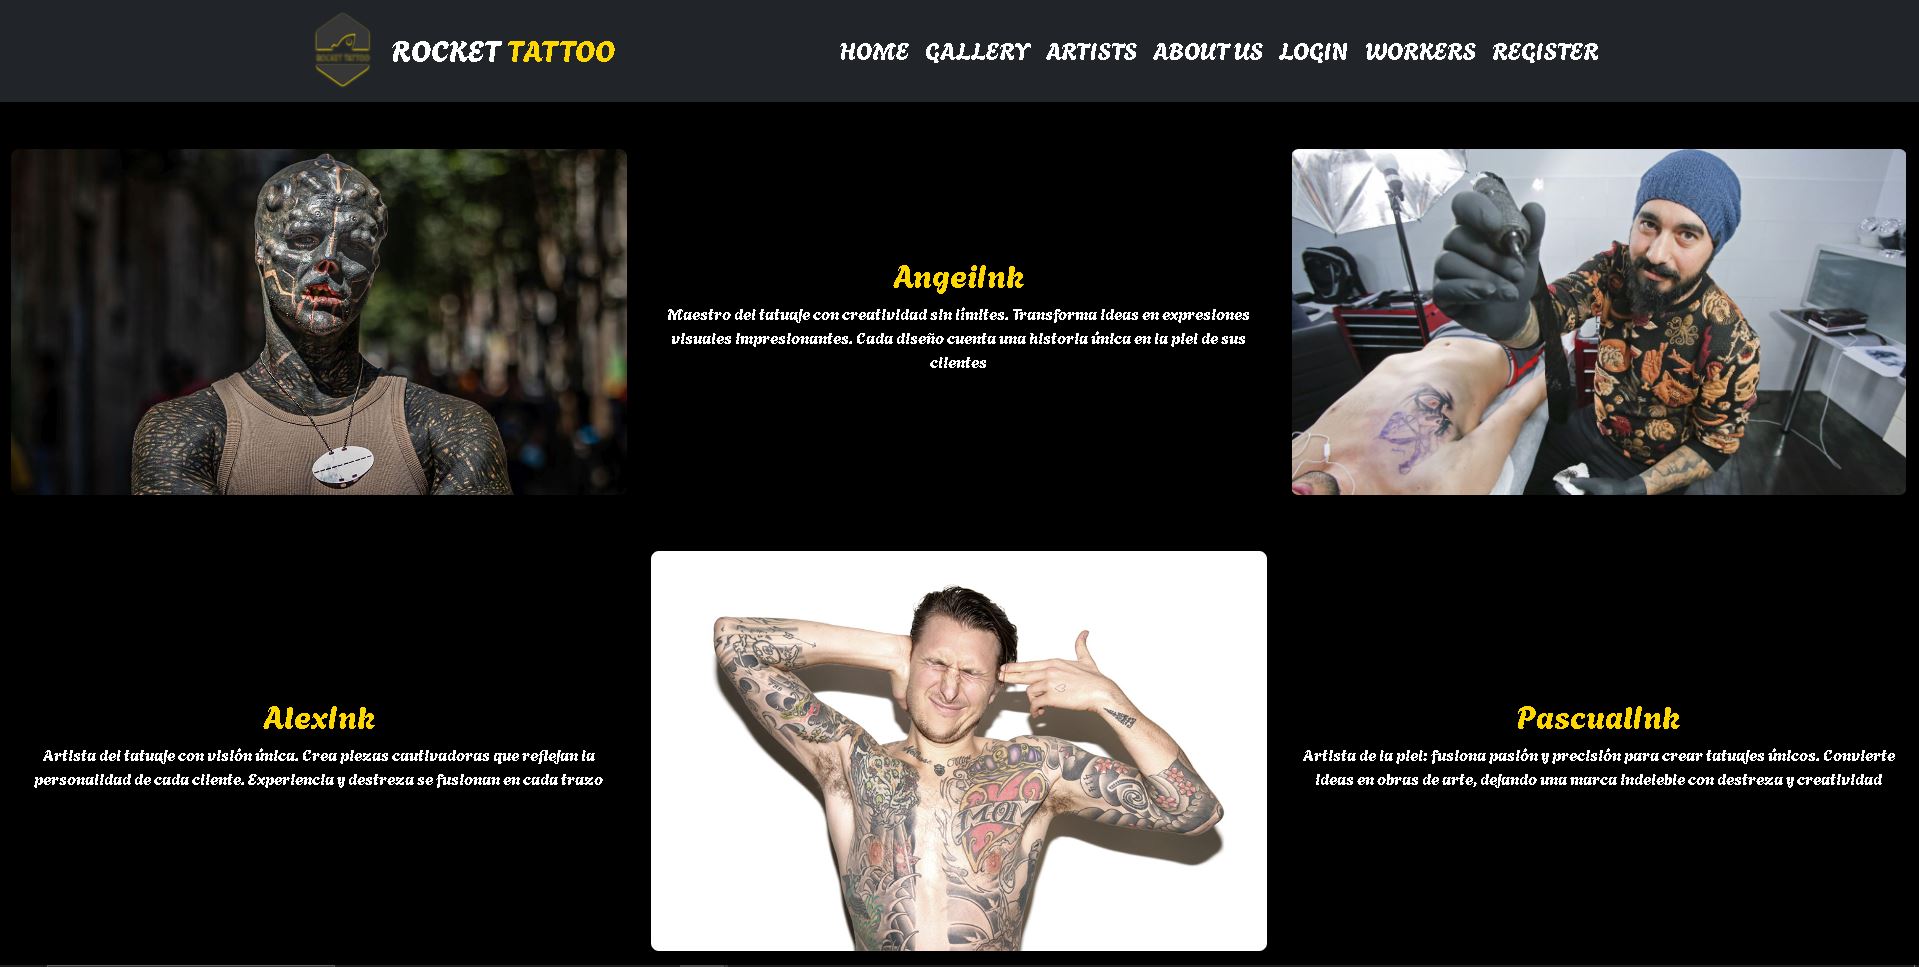 ROCKET TATTOO
HOME GALLERY ARTISTS ABOUT US LOGIN WORKERS REGISTER
AngelInk
Maestro del tatuaje con creatividad sin límites. Transforma ideas en expresiones
visuales impresionantes. Cada diseño cuenta una historia única en la piel de sus
clientes
AlexInk
Artista del tatuaje con visión única. Crea piezas cautivadoras que reflejan la
personalidad de cada cliente. Experiencia y destreza se fusionan en cada trazo
MOM
PascualInk
Artista de la piel: fusiona pasión y precisión para crear tatuajes únicos. Convierte
ideas en obras de arte, dejando una marca indeleble con destreza y creatividad